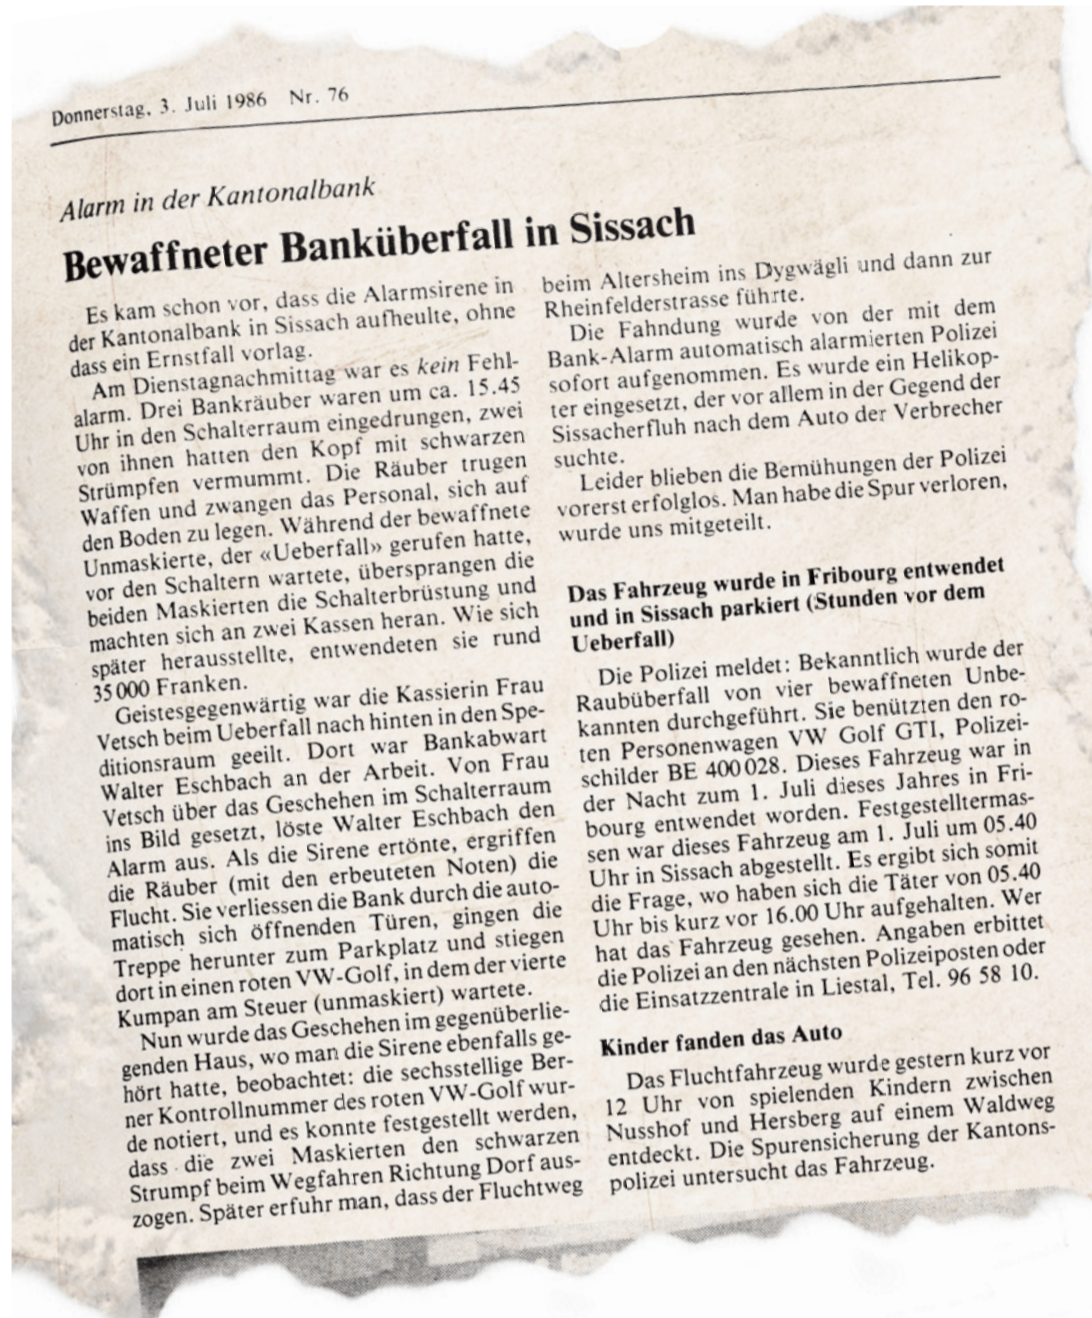 Donnerstag, 3. Juli 1986 Nr. 76
Alarm in der Kantonalbank
Bewaffneter Banküberfall in Sissach
Es kam schon vor, dass die Alarmsirene in
der Kantonalbank in Sissach aufheulte, ohne
dass ein Ernstfall vorlag.
Am Dienstagnachmittag war es kein Fehl-
alarm. Drei Bankräuber waren um ca. 15.45
Uhr in den Schalterraum eingedrungen, zwei
von ihnen hatten den Kopf mit schwarzen
Strümpfen vermummt. Die Räuber trugen
Waffen und zwangen das Personal, sich auf
den Boden zu legen. Während der bewaffnete
Unmaskierte, der «Ueberfall» gerufen hatte,
vor den Schaltern wartete, übersprangen die
beiden Maskierten die Schalterbrüstung und
machten sich an zwei Kassen heran. Wie sich
später herausstellte, entwendeten sie rund
35 000 Franken.
Geistesgegenwärtig war die Kassierin Frau
Vetsch beim Ueberfall nach hinten in den Spe-
ditionsraum geeilt. Dort war Bankabwart
Walter Eschbach an der Arbeit. Von Frau
Vetsch über das Geschehen im Schalterraum
ins Bild gesetzt, löste Walter Eschbach den
Alarm aus. Als die Sirene ertönte, ergriffen
die Räuber (mit den erbeuteten Noten) die
Flucht. Sie verliessen die Bank durch die auto-
matisch sich öffnenden Türen, gingen die
Treppe herunter zum Parkplatz und stiegen
dort in einen roten VW-Golf, in dem der vierte
Kumpan am Steuer (unmaskiert) wartete.
Nun wurde das Geschehen im gegenüberlie-
genden Haus, wo man die Sirene ebenfalls ge-
hört hatte, beobachtet: die sechsstellige Ber-
ner Kontrollnummer des roten VW-Golf wur-
de notiert, und es konnte festgestellt werden,
dass die zwei Maskierten den schwarzen
Strumpf beim Wegfahren Richtung Dorf aus-
zogen. Später erfuhr man, dass der Fluchtweg
beim Altersheim ins Dygwägli und dann zur
Rheinfelderstrasse führte.
Die Fahndung wurde von der mit dem
Bank-Alarm automatisch alarmierten Polizei
sofort aufgenommen. Es wurde ein Helikop-
ter eingesetzt, der vor allem in der Gegend der
Sissacherfluh nach dem Auto der Verbrecher
suchte.
Leider blieben die Bemühungen der Polizei
vorerst erfolglos. Man habe die Spur verloren,
wurde uns mitgeteilt.
Das Fahrzeug wurde in Fribourg entwendet
und in Sissach parkiert (Stunden vor dem
Ueberfall)
Die Polizei meldet: Bekanntlich wurde der
Raubüberfall von vier bewaffneten Unbe-
kannten durchgeführt. Sie benützten den ro-
ten Personenwagen VW Golf GTI, Polizei-
schilder BE 400 028. Dieses Fahrzeug war in
der Nacht zum 1. Juli dieses Jahres in Fri-
bourg entwendet worden. Festgestelltermas-
sen war dieses Fahrzeug am 1. Juli um 05.40
Uhr in Sissach abgestellt. Es ergibt sich somit
die Frage, wo haben sich die Täter von 05.40
Uhr bis kurz vor 16.00 Uhr aufgehalten. Wer
hat das Fahrzeug gesehen. Angaben erbittet
die Polizei an den nächsten Polizeiposten oder
die Einsatzzentrale in Liestal, Tel. 96 58 10.
Kinder fanden das Auto
Das Fluchtfahrzeug wurde gestern kurz vor
12 Uhr von spielenden Kindern zwischen
Nusshof und Hersberg auf einem Waldweg
entdeckt. Die Spurensicherung der Kantons-
polizei untersucht das Fahrzeug.